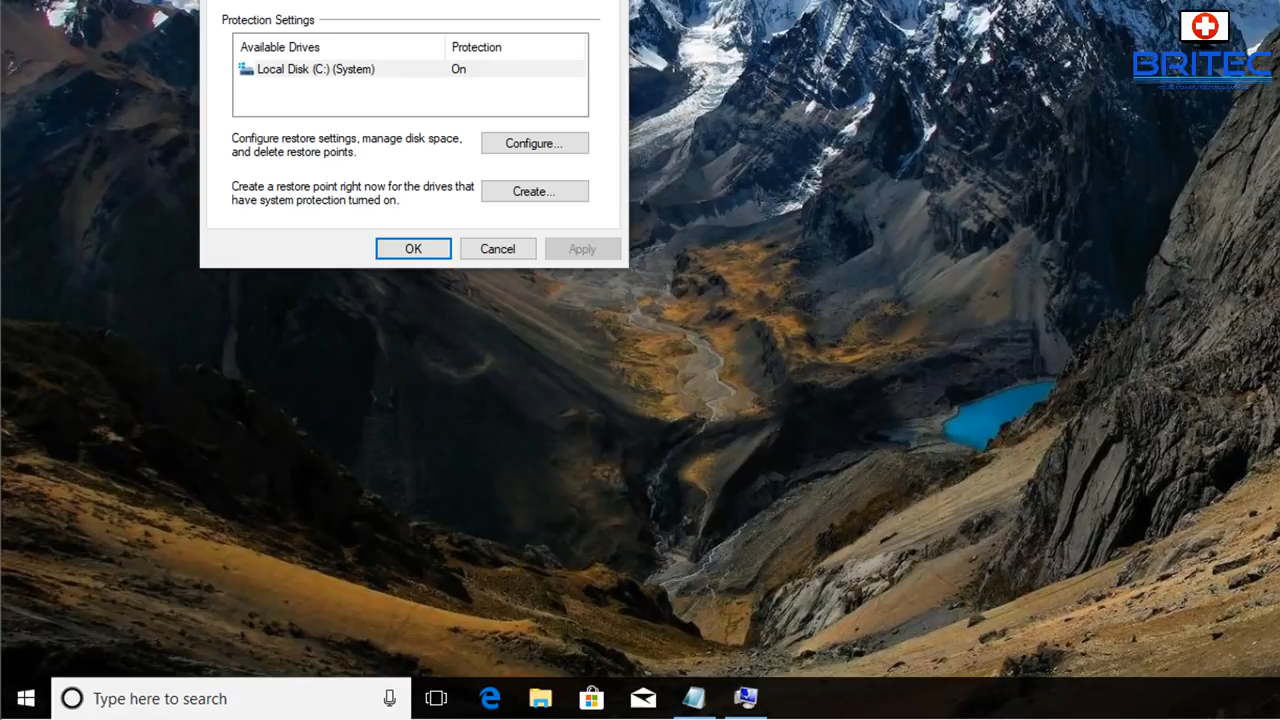 Protection Settings
Available Drives Protection
Local Disk (C:) (System) On
Configure restore settings, manage disk space,
and delete restore points.
Configure...
Create a restore point right now for the drives that
have system protection turned on.
Create...
OK Cancel Apply
BRITEC
Type here to search